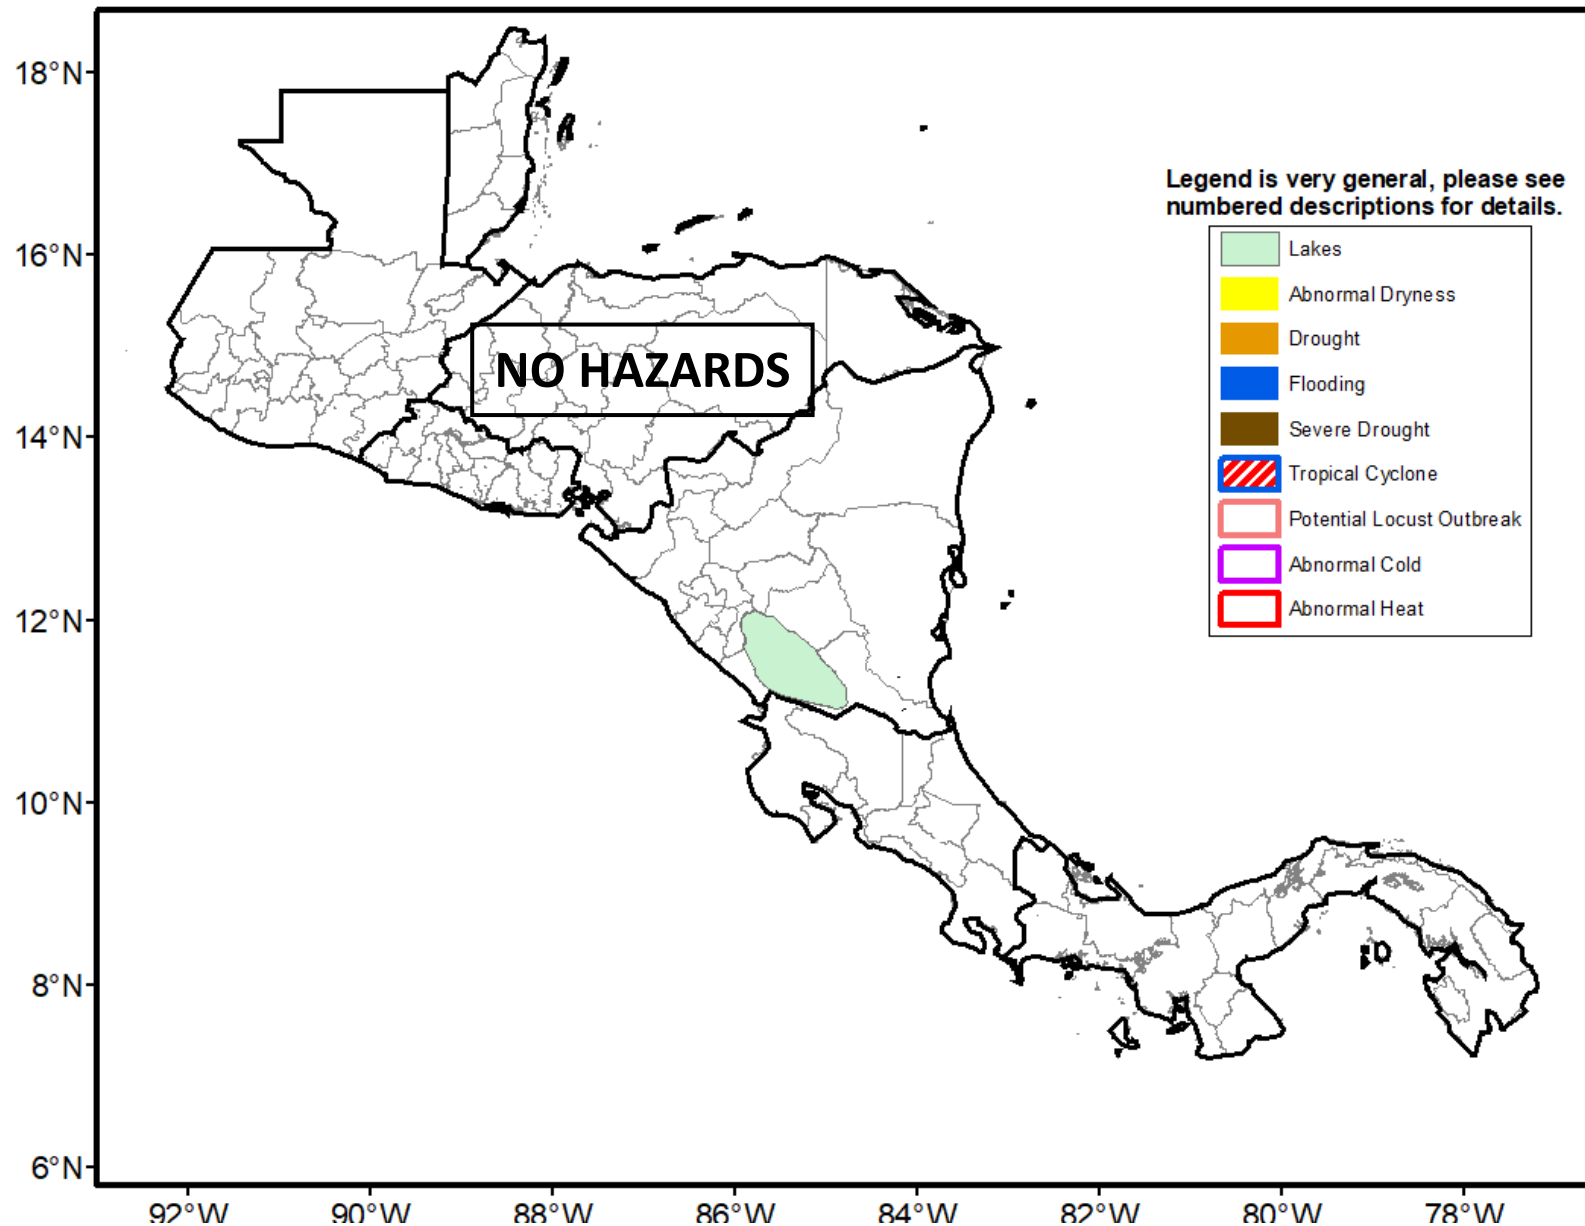 18°N
16°N
14°N
12°N
10°N
8°N
6°N
92°W 90°W 88°W 86°W 84°W 82°W 80°W 78°W
NO HAZARDS
Legend is very general, please see
numbered descriptions for details.
Lakes
Abnormal Dryness
Drought
Flooding
Severe Drought
Tropical Cyclone
Potential Locust Outbreak
Abnormal Cold
Abnormal Heat